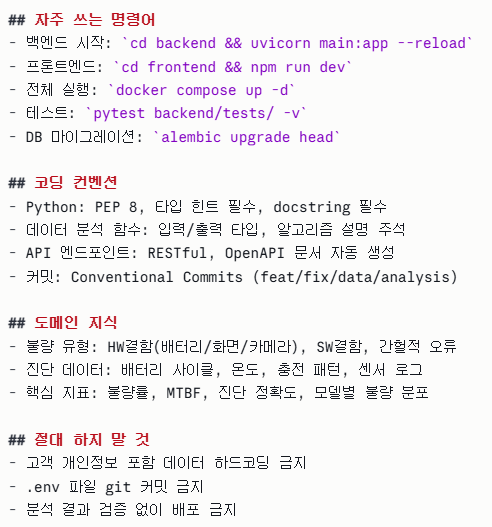 ## 자주 쓰는 명령어
- 백엔드 시작: `cd backend && uvicorn main:app --reload`
- 프론트엔드: `cd frontend && npm run dev`
- 전체 실행: `docker compose up -d`
- 테스트: `pytest backend/tests/ -v`
- DB 마이그레이션: `alembic upgrade head`
## 코딩 컨벤션
- Python: PEP 8, 타입 힌트 필수, docstring 필수
- 데이터 분석 함수: 입력/출력 타입, 알고리즘 설명 주석
- API 엔드포인트: RESTful, OpenAPI 문서 자동 생성
- 커밋: Conventional Commits (feat/fix/data/analysis)
## 도메인 지식
- 불량 유형: HW결함(배터리/화면/카메라), SW결함, 간헐적 오류
- 진단 데이터: 배터리 사이클, 온도, 충전 패턴, 센서 로그
- 핵심 지표: 불량률, MTBF, 진단 정확도, 모델별 불량 분포
## 절대 하지 말 것
- 고객 개인정보 포함 데이터 하드코딩 금지
- .env 파일 git 커밋 금지
- 분석 결과 검증 없이 배포 금지